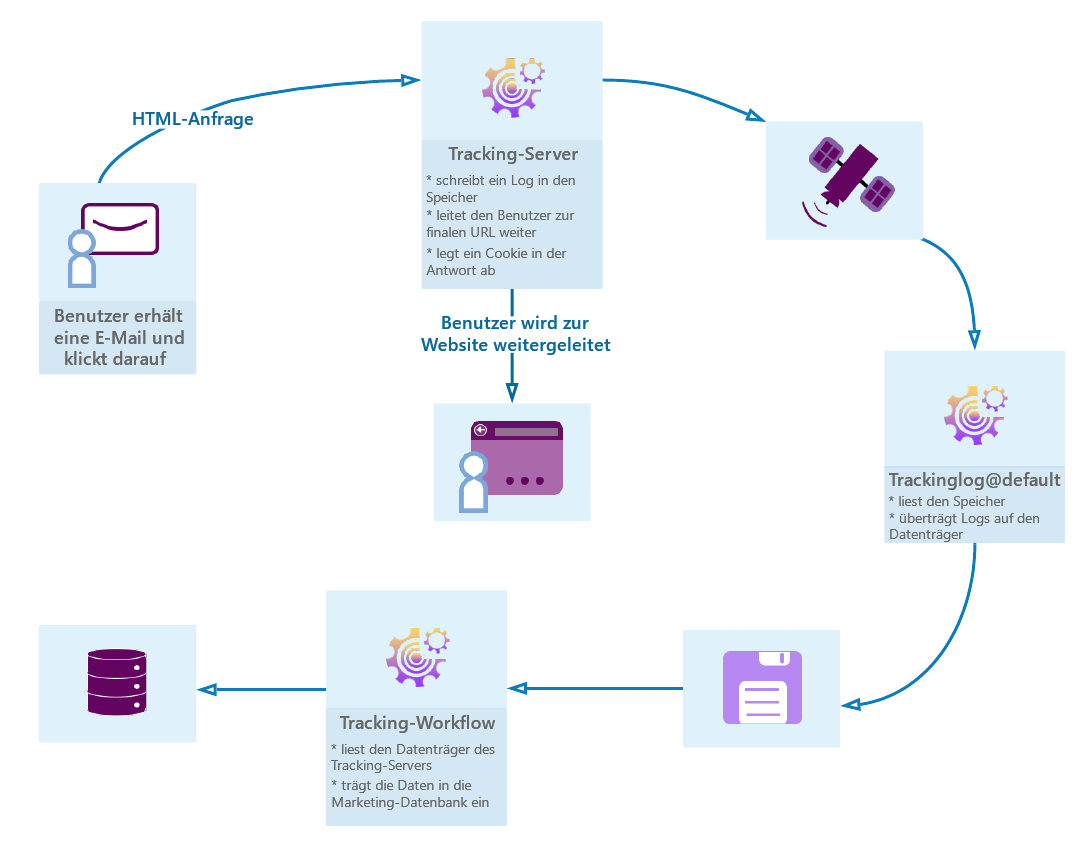 HTML-Anfrage
Benutzer erhält
eine E-Mail und
klickt darauf
Tracking-Server
* schreibt ein Log in den
Speicher
* leitet den Benutzer zur
finalen URL weiter
* legt ein Cookie in der
Antwort ab
Benutzer wird zur
Website weitergeleitet
Trackinglog@default
* liest den Speicher
* überträgt Logs auf den
Datenträger
Tracking-Workflow
* liest den Datenträger des
Tracking-Servers
* trägt die Daten in die
Marketing-Datenbank ein